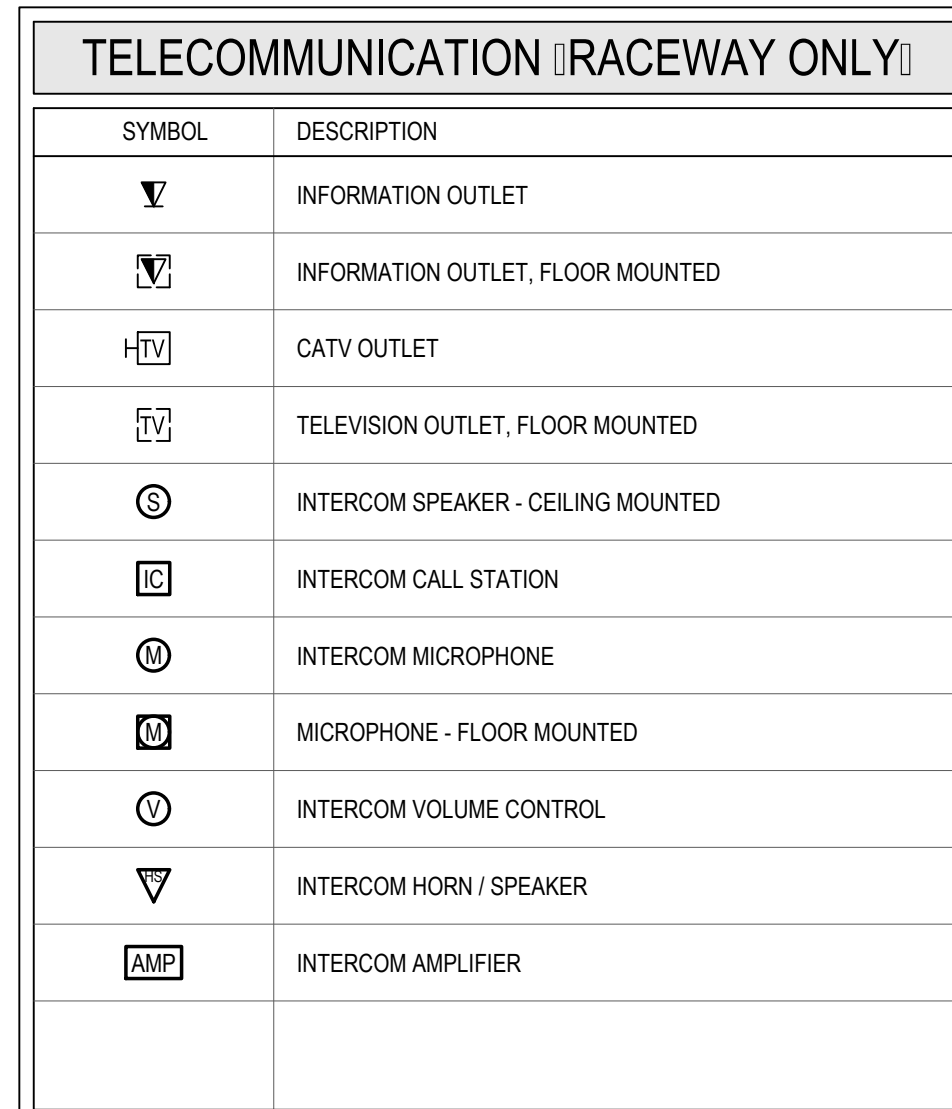 TELECOMMUNICATION ▯RACEWAY ONLY▯
SYMBOL DESCRIPTION
INFORMATION OUTLET
INFORMATION OUTLET, FLOOR MOUNTED
TV CATV OUTLET
TV TELEVISION OUTLET, FLOOR MOUNTED
S INTERCOM SPEAKER - CEILING MOUNTED
IC INTERCOM CALL STATION
M INTERCOM MICROPHONE
M MICROPHONE - FLOOR MOUNTED
V INTERCOM VOLUME CONTROL
HS INTERCOM HORN / SPEAKER
AMP INTERCOM AMPLIFIER